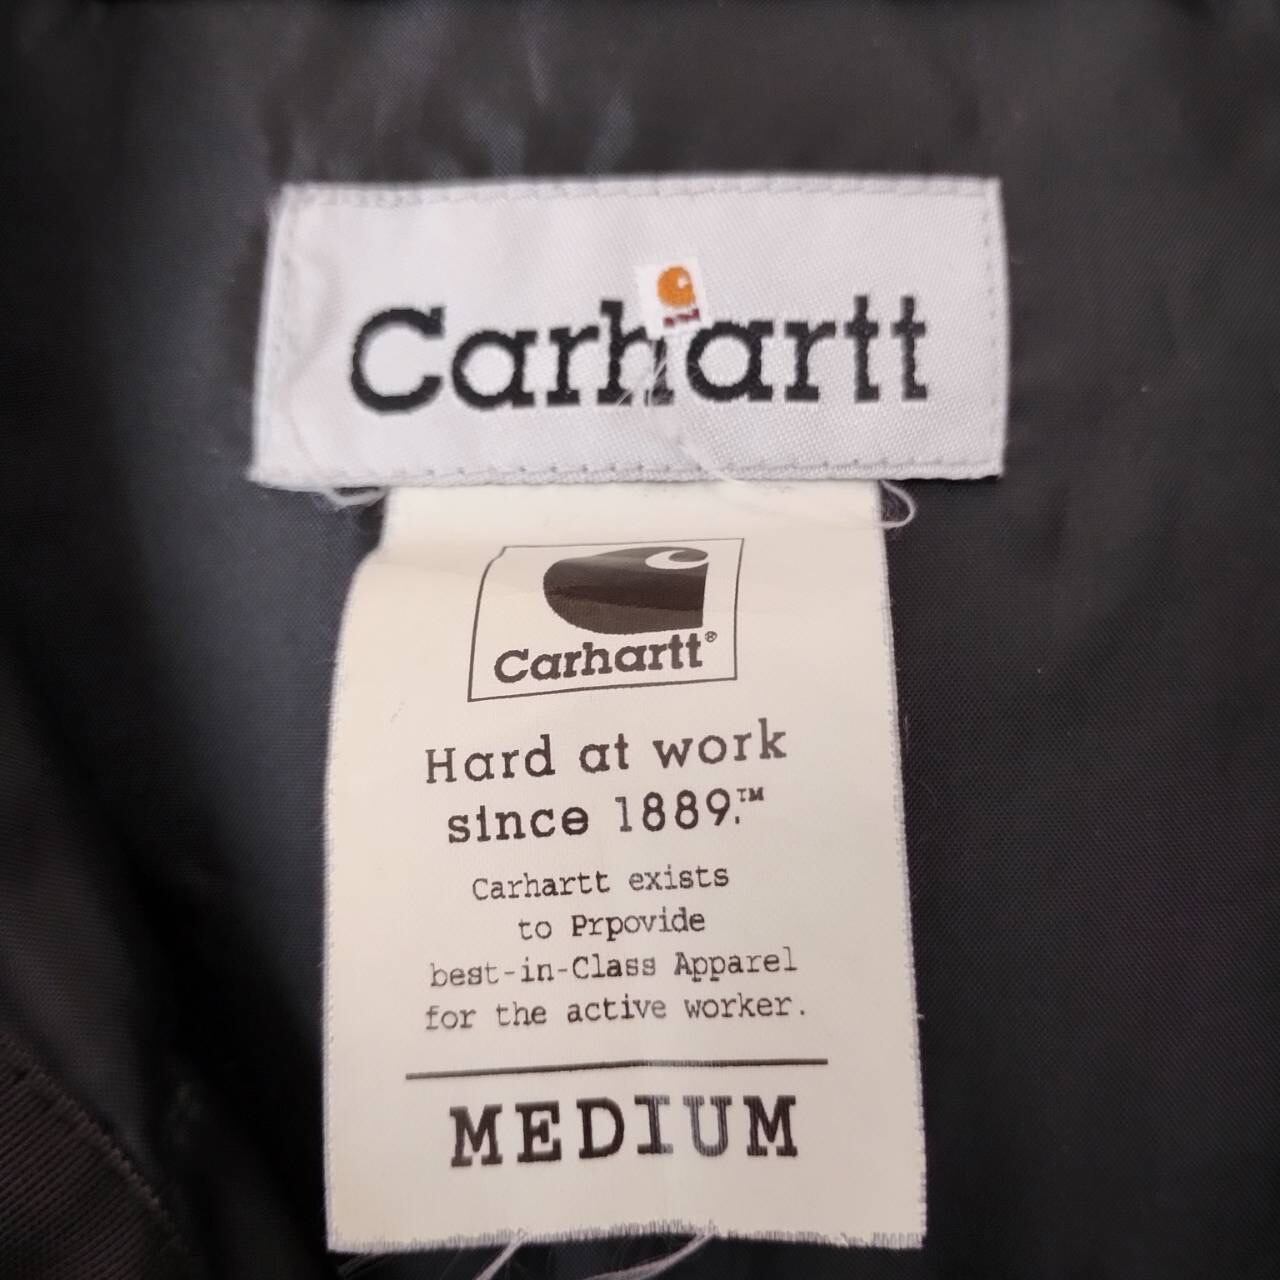 Carhartt
Carhartt®
Hard at work
since 1889.™
Carhartt exists
to Prpovide
best-in-Class Apparel
for the active worker.
MEDIUM